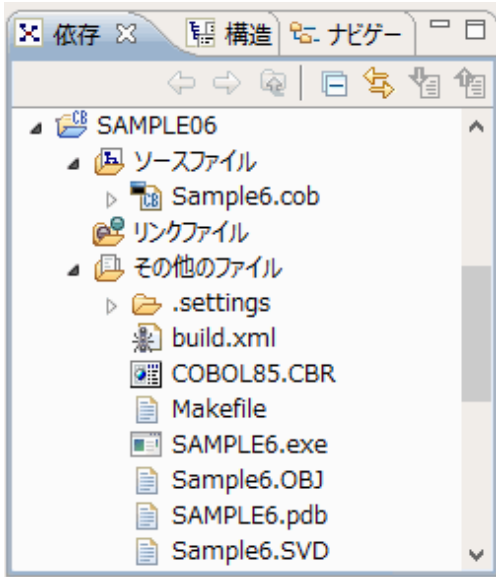 依存 構造 ナビゲー
SAMPLE06
ソースファイル
Sample6.cob
リンクファイル
その他のファイル
.settings
build.xml
COBOL85.CBR
Makefile
SAMPLE6.exe
Sample6.OBJ
SAMPLE6.pdb
Sample6.SVD